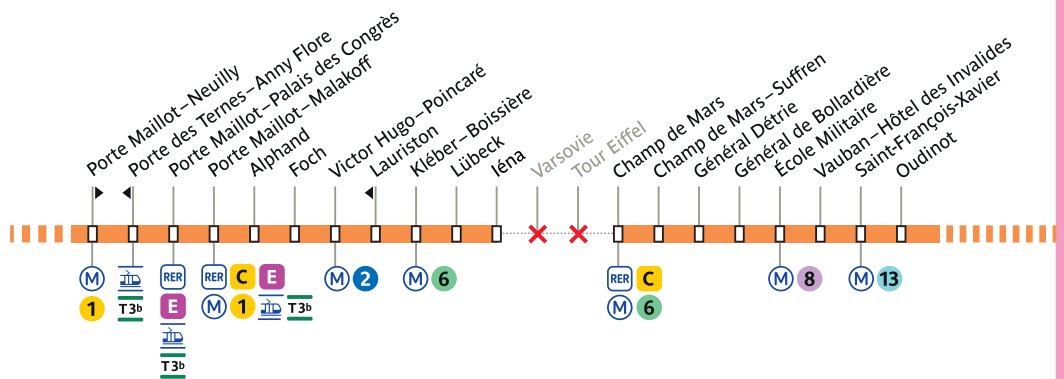 Porte Maillot – Neuilly
Porte des Ternes – Anny Flore
Porte Maillot – Palais des Congrès
Porte Maillot – Malakoff
Alphand
Foch
Victor Hugo – Poincaré
Lauriston
Kléber – Boissière
Lübeck
Iéna
Varsovie
Tour Eiffel
Champ de Mars
Champ de Mars – Suffren
Général Détrie
Général de Bollardière
École Militaire
Vauban – Hôtel des Invalides
Saint-François-Xavier
Oudinot
M
1
T3b
RER
E
T3b
RER C E
M 1 T3b
M 2
M 6
RER C
M 6
M 8
M 13